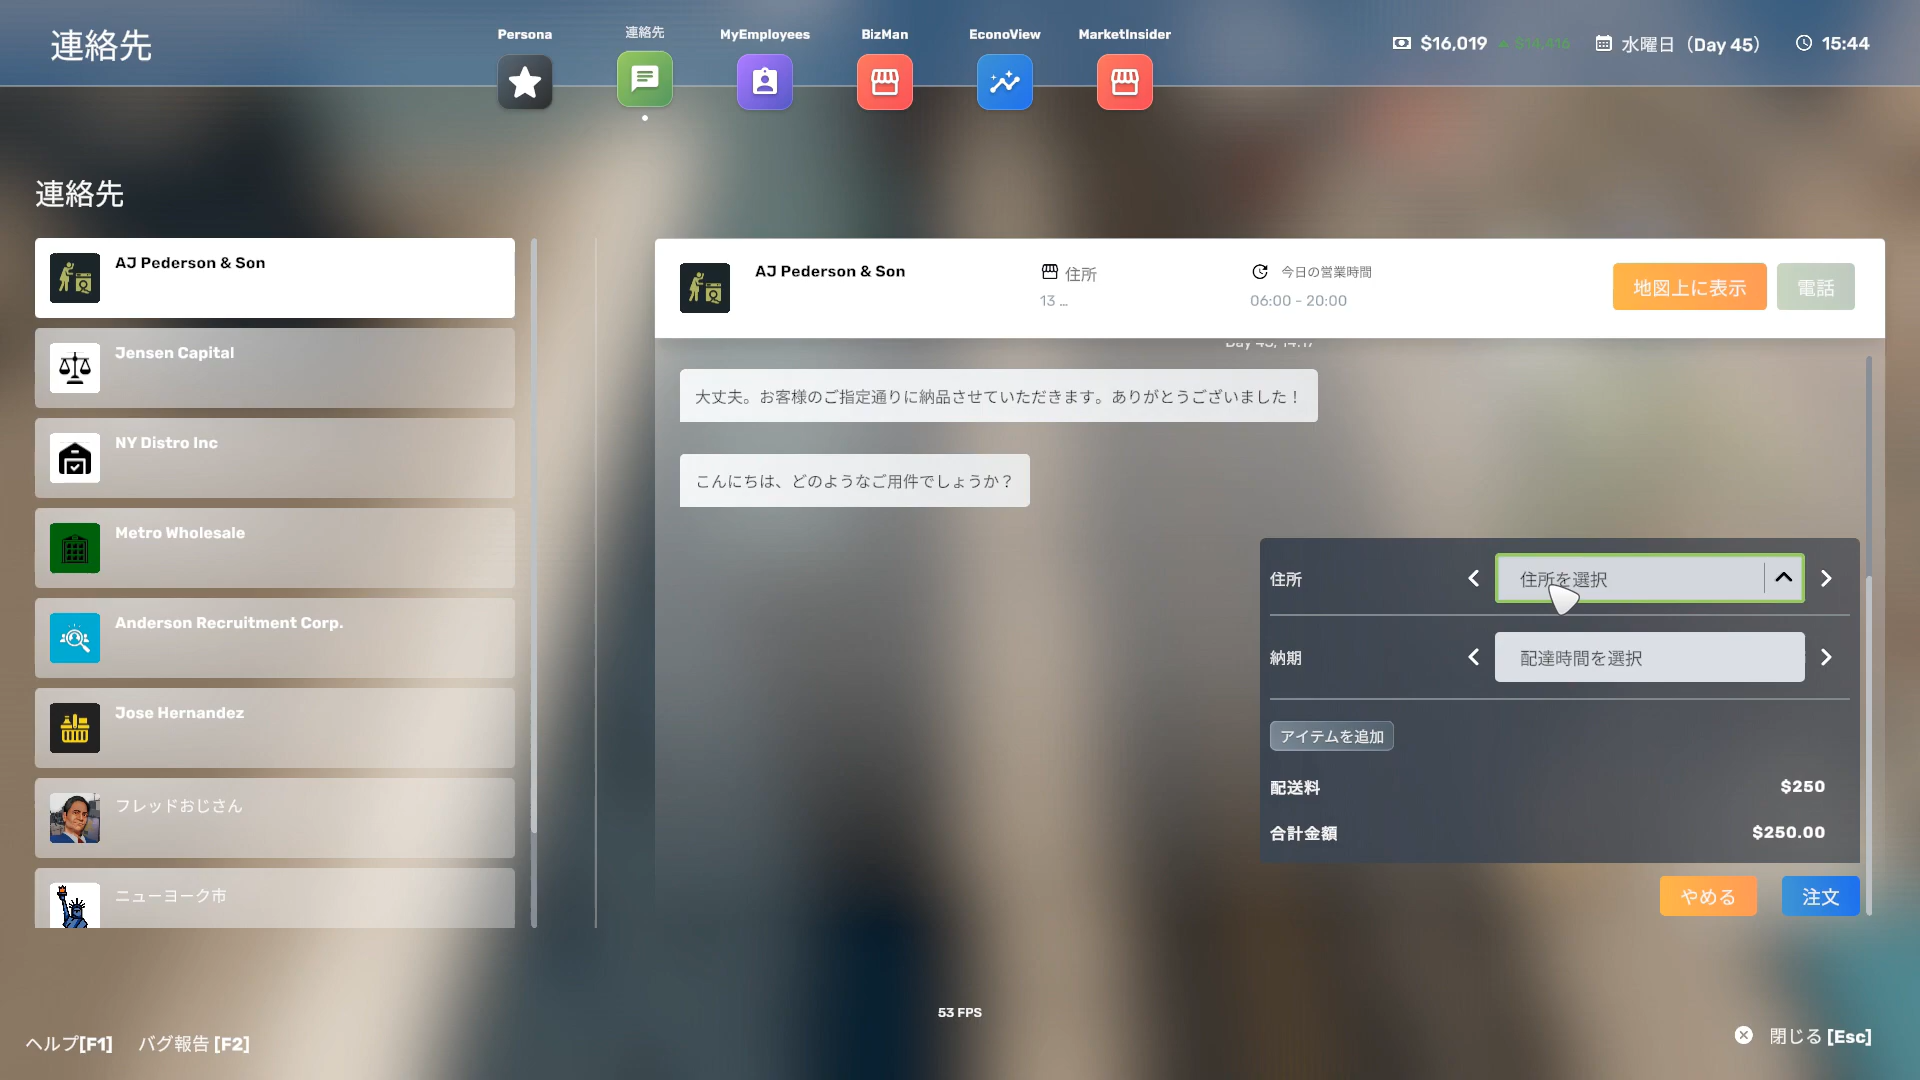 連絡先
Persona
連絡先
MyEmployees
BizMan
EconoView
MarketInsider
$16,019
$14,416
水曜日（Day 45）
15:44
連絡先
AJ Pederson & Son
Jensen Capital
NY Distro Inc
Metro Wholesale
Anderson Recruitment Corp.
Jose Hernandez
フレッドおじさん
ニューヨーク市
AJ Pederson & Son
住所
13 ...
今日の営業時間
06:00 - 20:00
地図上に表示
電話
Day 45, 14:17
大丈夫。お客様のご指定通りに納品させていただきます。ありがとうございました！
こんにちは、どのようなご用件でしょうか？
住所
住所を選択
納期
配達時間を選択
アイテムを追加
配送料
$250
合計金額
$250.00
やめる
注文
53 FPS
ヘルプ[F1]
バグ報告 [F2]
閉じる [Esc]